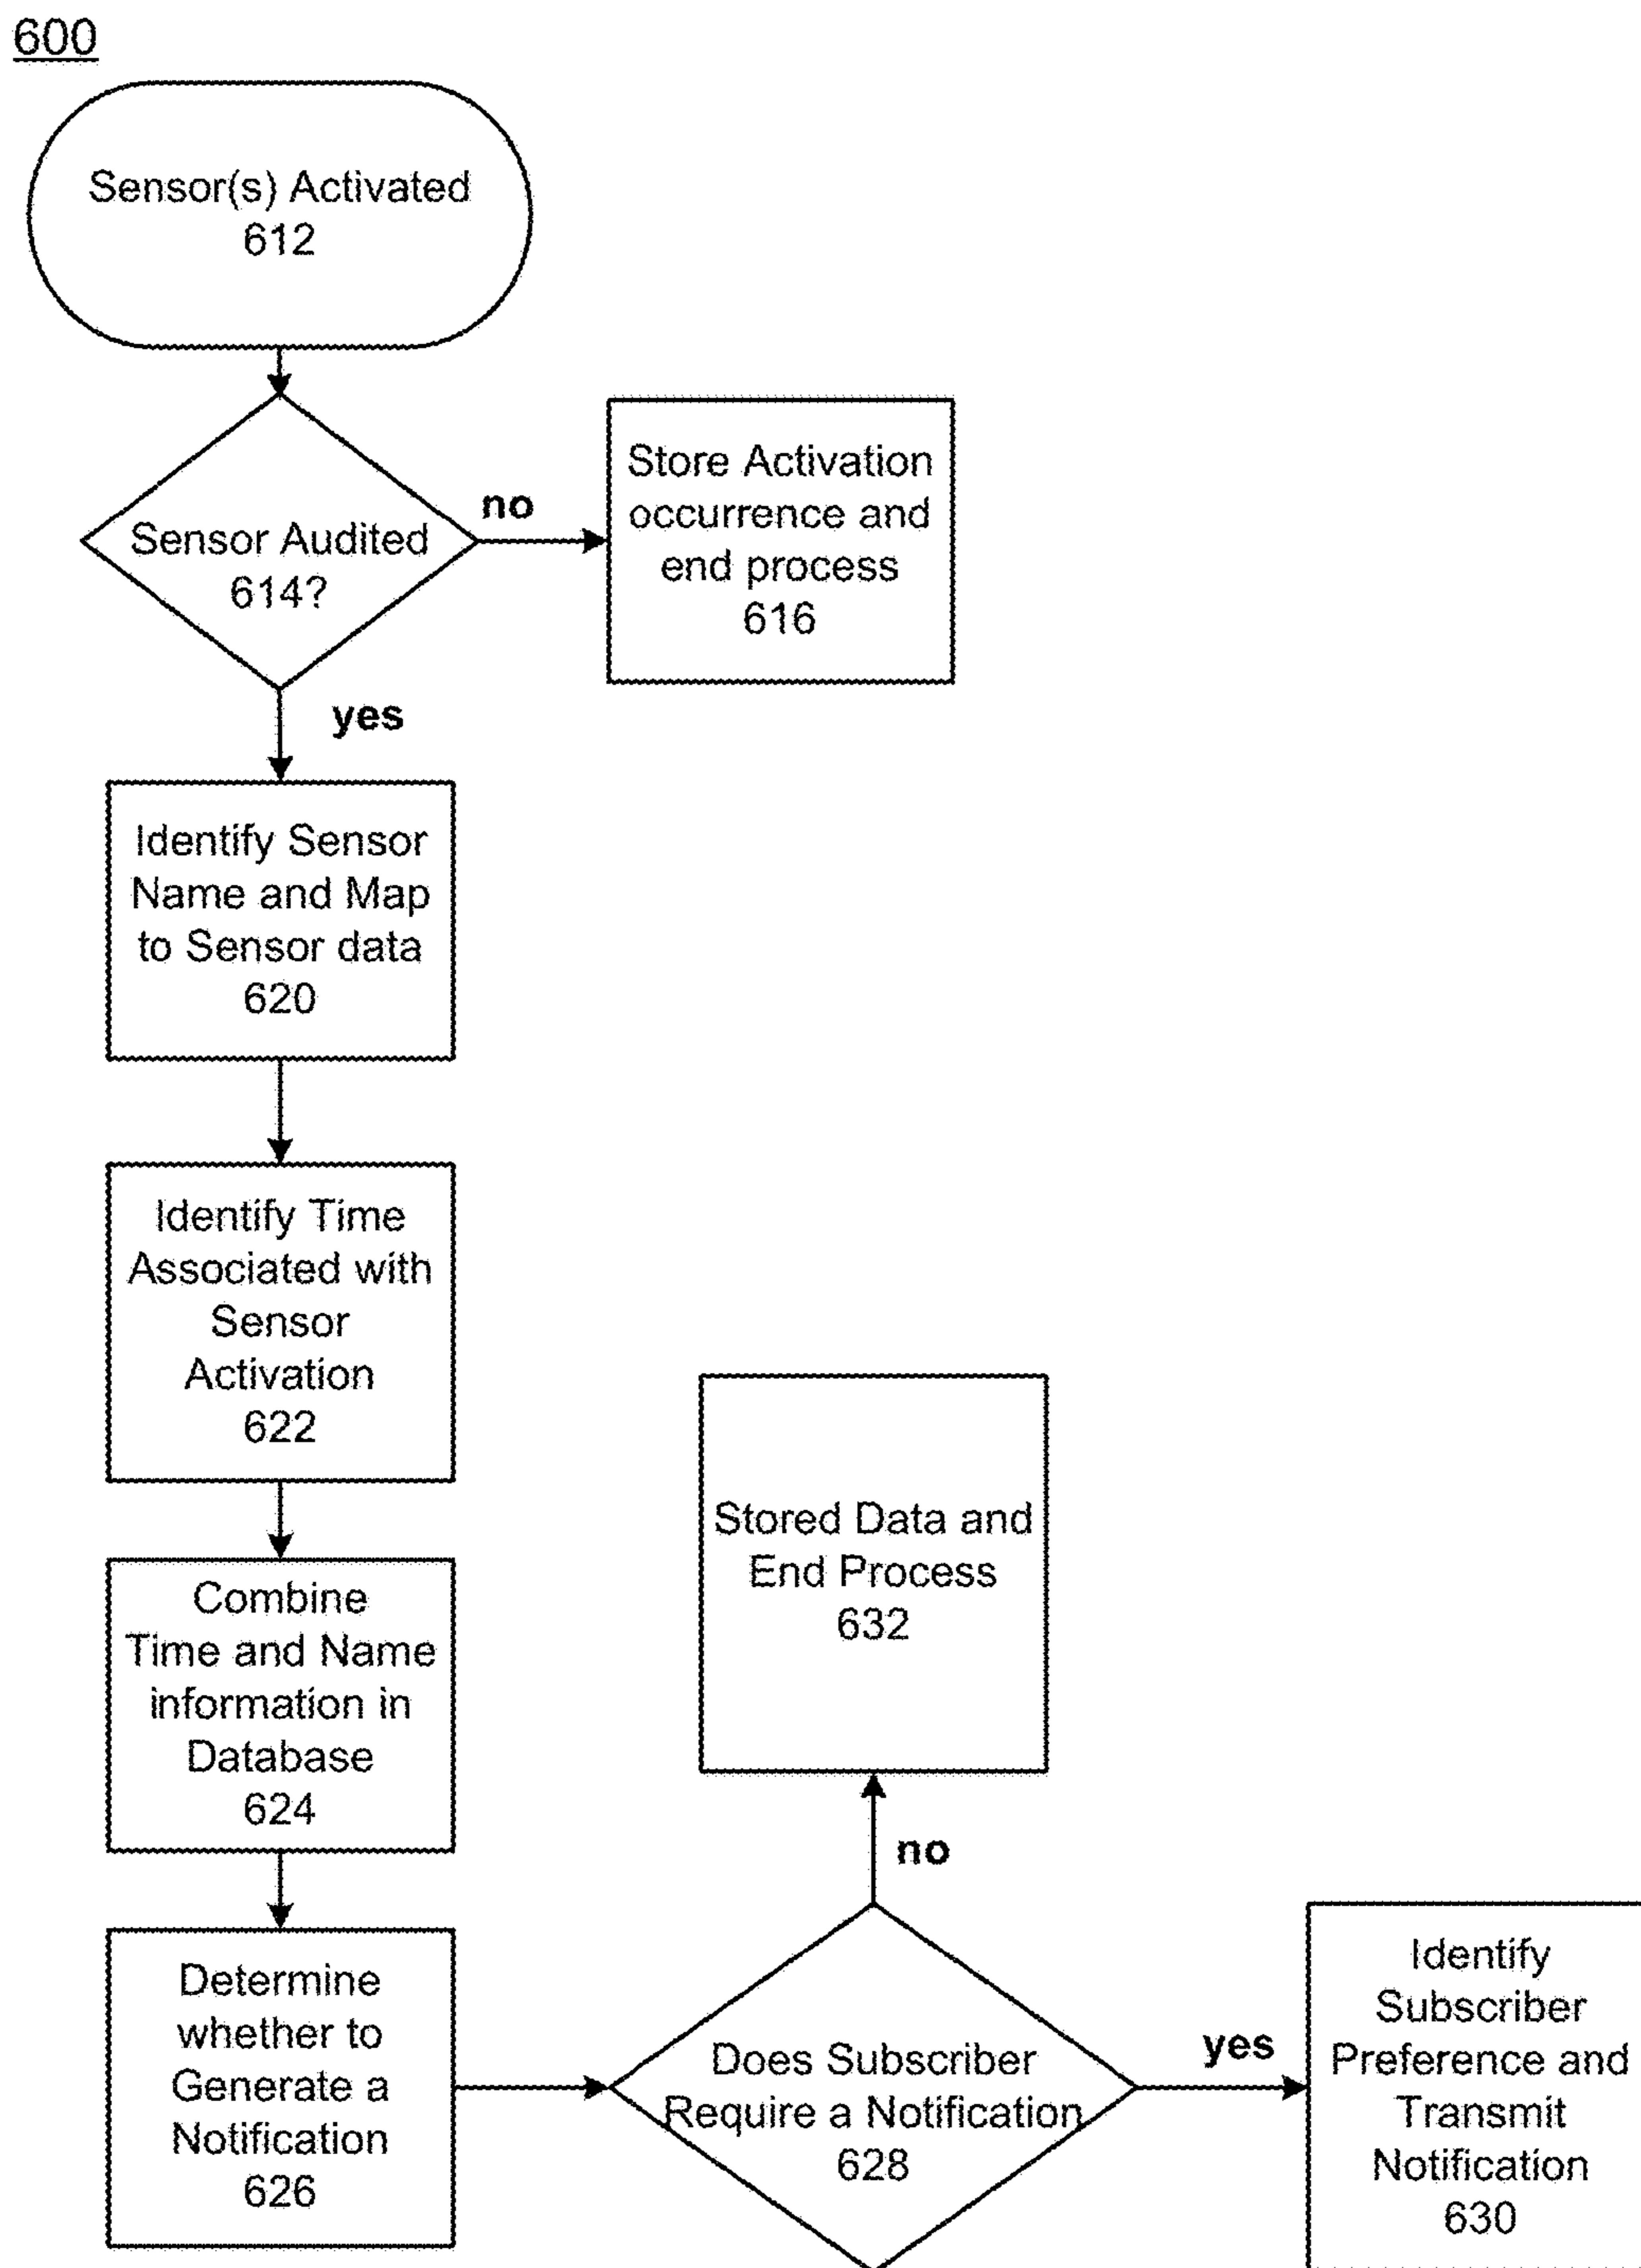 600
Sensor(s) Activated
612
Sensor Audited
614?
no
Store Activation
occurrence and
end process
616
yes
Identify Sensor
Name and Map
to Sensor data
620
Identify Time
Associated with
Sensor
Activation
622
Combine
Time and Name
information in
Database
624
Determine
whether to
Generate a
Notification
626
Does Subscriber
Require a Notification
628
no
Stored Data and
End Process
632
yes
Identify
Subscriber
Preference and
Transmit
Notification
630